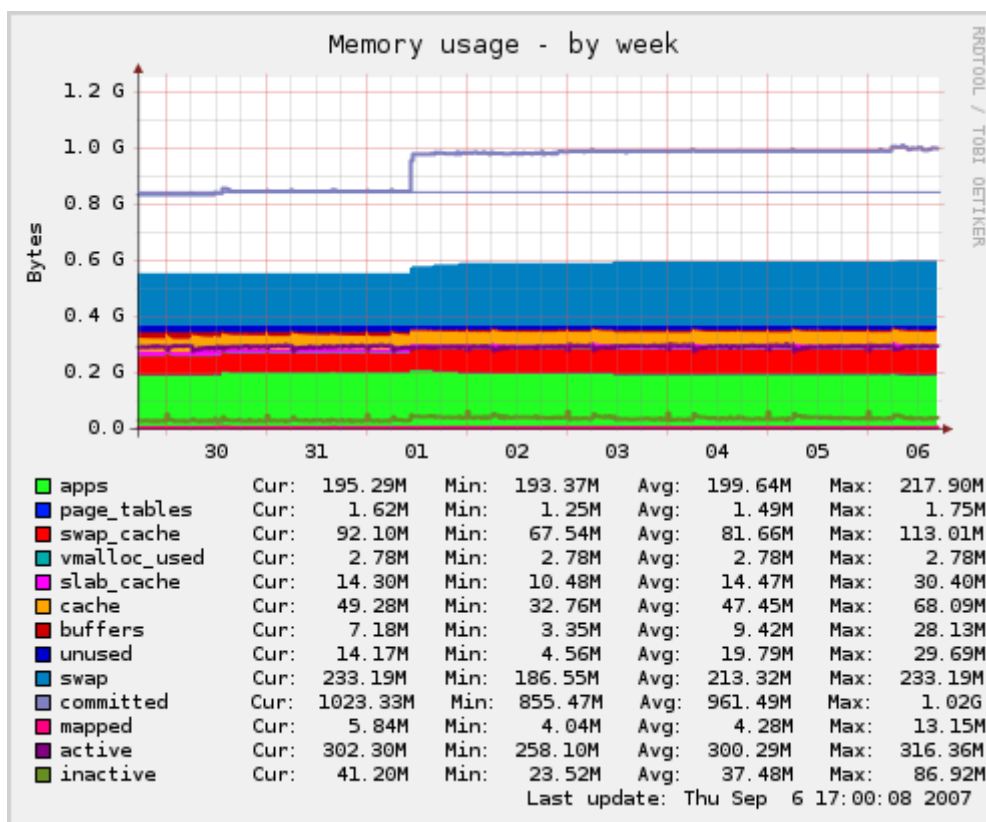 Memory usage - by week
RRDTOOL / TOBI OETIKER
Bytes
1.2 G
1.0 G
0.8 G
0.6 G
0.4 G
0.2 G
0.0
30 31 01 02 03 04 05 06
apps Cur: 195.29M Min: 193.37M Avg: 199.64M Max: 217.90M
page_tables Cur: 1.62M Min: 1.25M Avg: 1.49M Max: 1.75M
swap_cache Cur: 92.10M Min: 67.54M Avg: 81.66M Max: 113.01M
vmalloc_used Cur: 2.78M Min: 2.78M Avg: 2.78M Max: 2.78M
slab_cache Cur: 14.30M Min: 10.48M Avg: 14.47M Max: 30.40M
cache Cur: 49.28M Min: 32.76M Avg: 47.45M Max: 68.09M
buffers Cur: 7.18M Min: 3.35M Avg: 9.42M Max: 28.13M
unused Cur: 14.17M Min: 4.56M Avg: 19.79M Max: 29.69M
swap Cur: 233.19M Min: 186.55M Avg: 213.32M Max: 233.19M
committed Cur: 1023.33M Min: 855.47M Avg: 961.49M Max: 1.02G
mapped Cur: 5.84M Min: 4.04M Avg: 4.28M Max: 13.15M
active Cur: 302.30M Min: 258.10M Avg: 300.29M Max: 316.36M
inactive Cur: 41.20M Min: 23.52M Avg: 37.48M Max: 86.92M
Last update: Thu Sep 6 17:00:08 2007